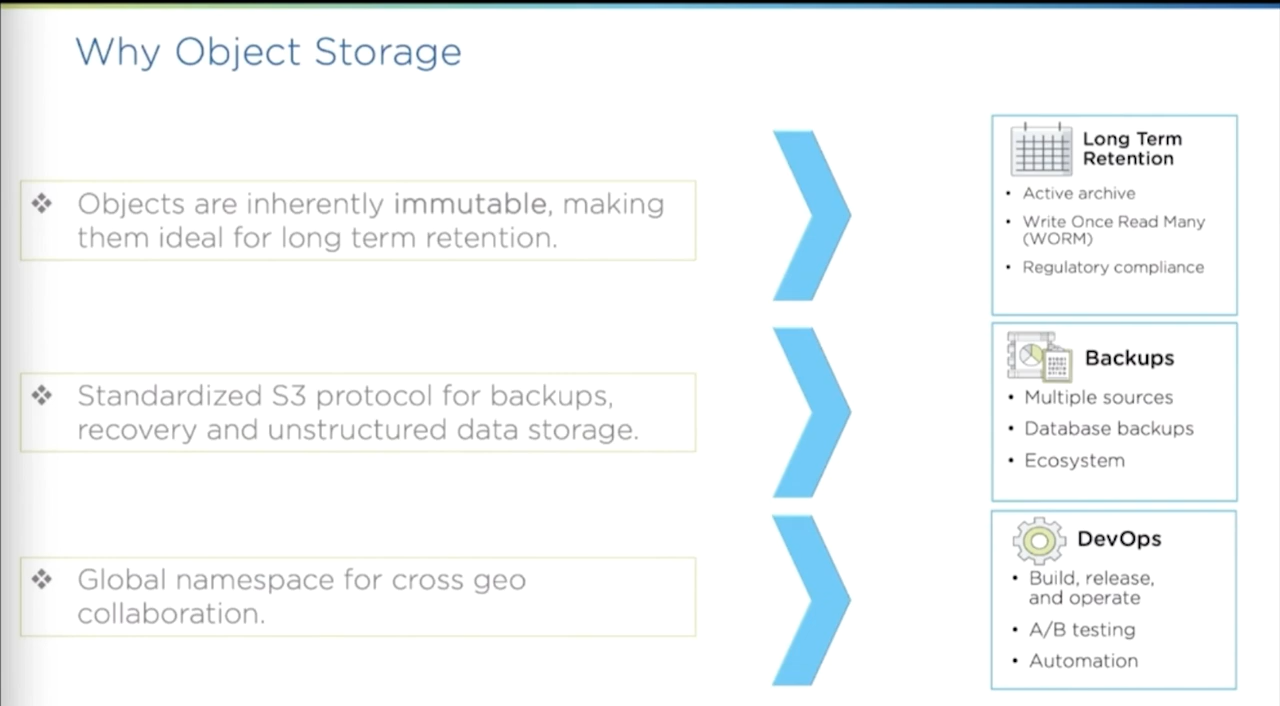 Why Object Storage
❖ Objects are inherently immutable, making
them ideal for long term retention.
Long Term
Retention
• Active archive
• Write Once Read Many
(WORM)
• Regulatory compliance
❖ Standardized S3 protocol for backups,
recovery and unstructured data storage.
Backups
• Multiple sources
• Database backups
• Ecosystem
❖ Global namespace for cross geo
collaboration.
DevOps
• Build, release,
and operate
• A/B testing
• Automation